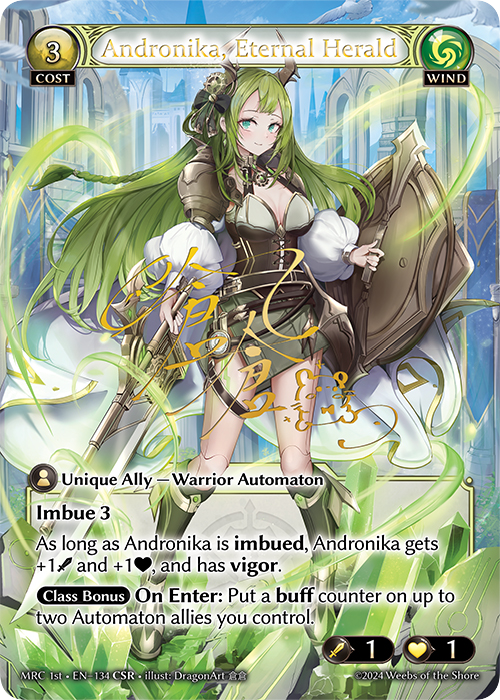 3
COST
Andronika, Eternal Herald
WIND
Unique Ally — Warrior Automaton
Imbue 3
As long as Andronika is imbued, Andronika gets
+1 and +1, and has vigor.
Class Bonus On Enter: Put a buff counter on up to
two Automaton allies you control.
1
1
MRC 1st • EN-134 CSR • illust: DragonArt 倉倉
©2024 Weebs of the Shore